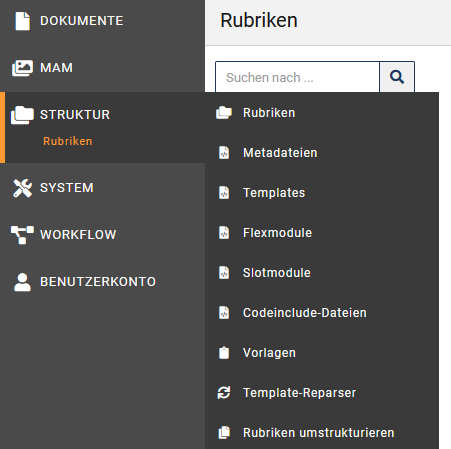 DOKUMENTE
MAM
STRUKTUR
Rubriken
SYSTEM
WORKFLOW
BENUTZERKONTO
Rubriken
Suchen nach ...
Rubriken
Metadateien
Templates
Flexmodule
Slotmodule
Codeinclude-Dateien
Vorlagen
Template-Reparser
Rubriken umstrukturieren